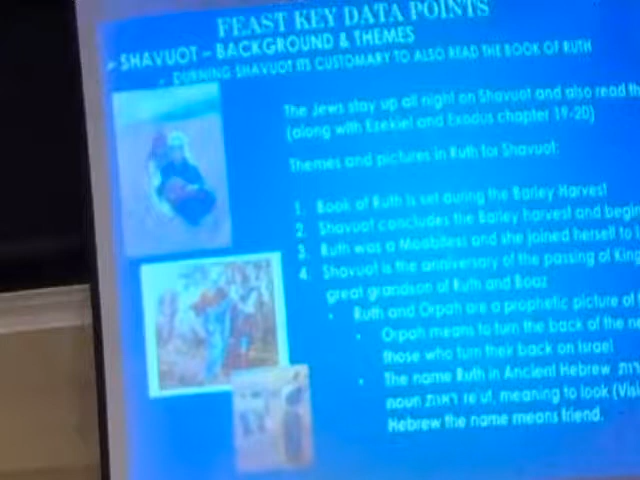 FEAST KEY DATA POINTS
SHAVUOT – BACKGROUND & THEMES
DURNING SHAVUOT ITS CUSTOMARY TO ALSO READ THE BOOK OF RUTH
The Jews stay up all night on Shavuot and also read th
(along with Ezekiel and Exodus chapter 19-20)
Themes and pictures in Ruth for Shavuot:
1. Book of Ruth is set during the Barley Harvest
2. Shavuot concludes the Barley harvest and begin
3. Ruth was a Moabitess and she joined herself to
4. Shavuot is the anniversary of the passing of King
great grandson of Ruth and Boaz
• Ruth and Orpah are a prophetic picture of
• Orpah means to turn the back of the
those who turn their back on Israel
• The name Ruth in Ancient Hebrew
noun ראות re'ut, meaning to look (Visi
Hebrew the name means friend.